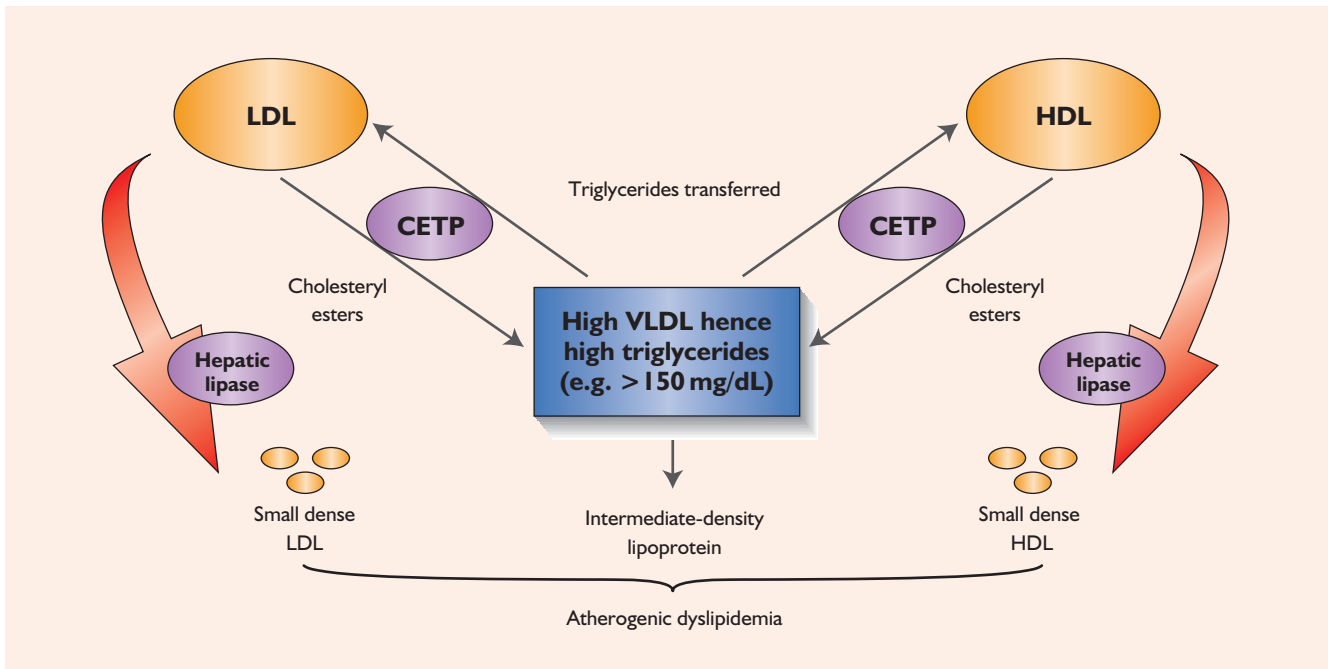 LDL
HDL
Triglycerides transferred
CETP
CETP
Cholesteryl
esters
Cholesteryl
esters
High VLDL hence
high triglycerides
(e.g. >150 mg/dL)
Hepatic
lipase
Hepatic
lipase
Small dense
LDL
Intermediate-density
lipoprotein
Small dense
HDL
Atherogenic dyslipidemia